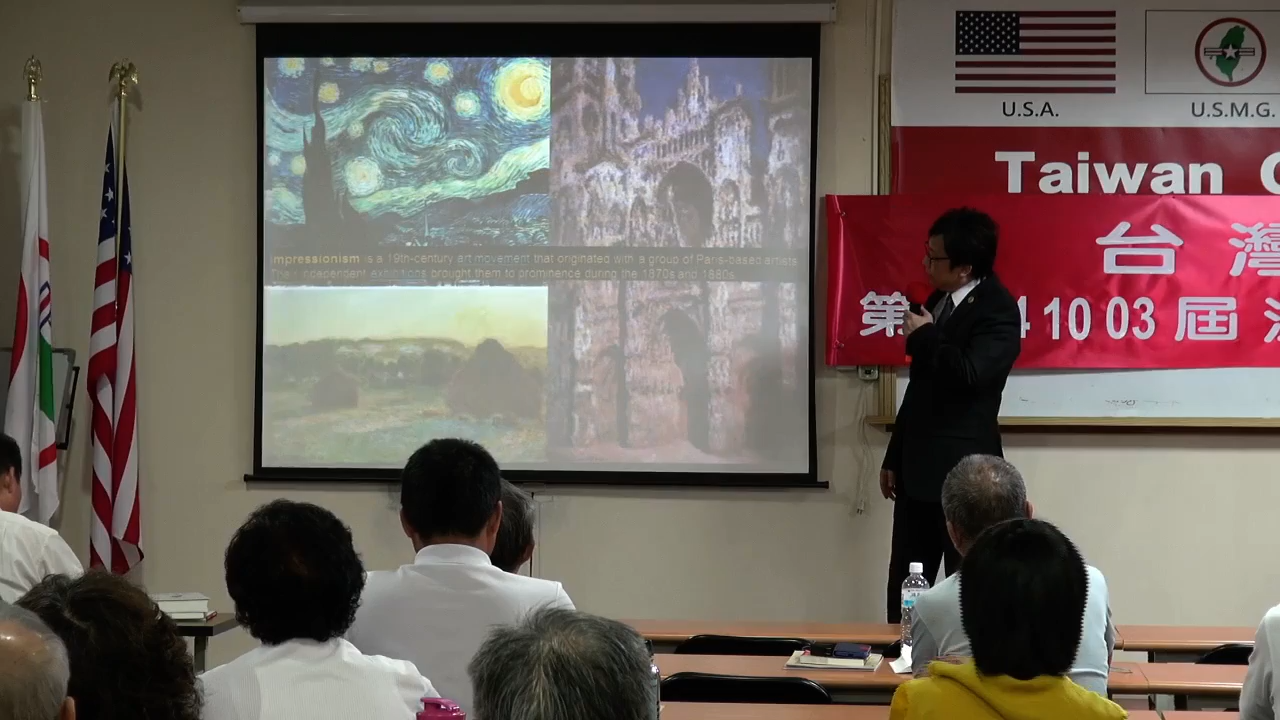 U.S.A.
U.S.M.G.
Taiwan
台灣
第 4 10 03 屆
Impressionism is a 19th-century art movement that originated with a group of Paris-based artists
Their independent exhibitions brought them to prominence during the 1870s and 1880s.